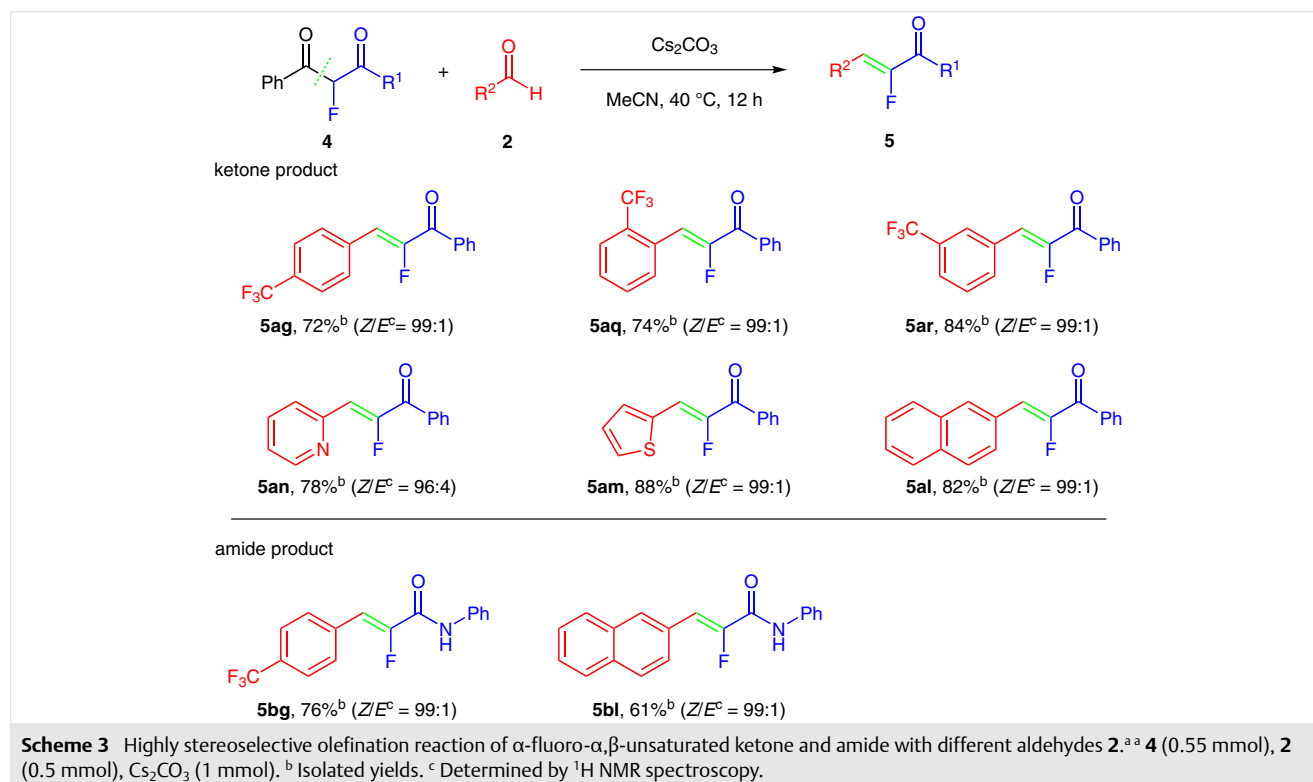 O O O Cs₂CO₃ O
Ph R¹ + R² H MeCN, 40 °C, 12 h R² R¹
F F
4 2 5
ketone product
CF₃
O O F₃C O
Ph Ph Ph
F F F
F₃C
5ag, 72%ᵇ (Z/Eᶜ= 99:1) 5aq, 74%ᵇ (Z/Eᶜ = 99:1) 5ar, 84%ᵇ (Z/Eᶜ = 99:1)
O O O
Ph Ph Ph
N F S F F
5an, 78%ᵇ (Z/Eᶜ = 96:4) 5am, 88%ᵇ (Z/Eᶜ = 99:1) 5al, 82%ᵇ (Z/Eᶜ = 99:1)
amide product
O O
N Ph N Ph
H H
F F
F₃C
5bg, 76%ᵇ (Z/Eᶜ = 99:1) 5bl, 61%ᵇ (Z/Eᶜ = 99:1)
Scheme 3 Highly stereoselective olefination reaction of α-fluoro-α,β-unsaturated ketone and amide with different aldehydes 2.ᵃ ᵃ 4 (0.55 mmol), 2
(0.5 mmol), Cs₂CO₃ (1 mmol). ᵇ Isolated yields. ᶜ Determined by ¹H NMR spectroscopy.